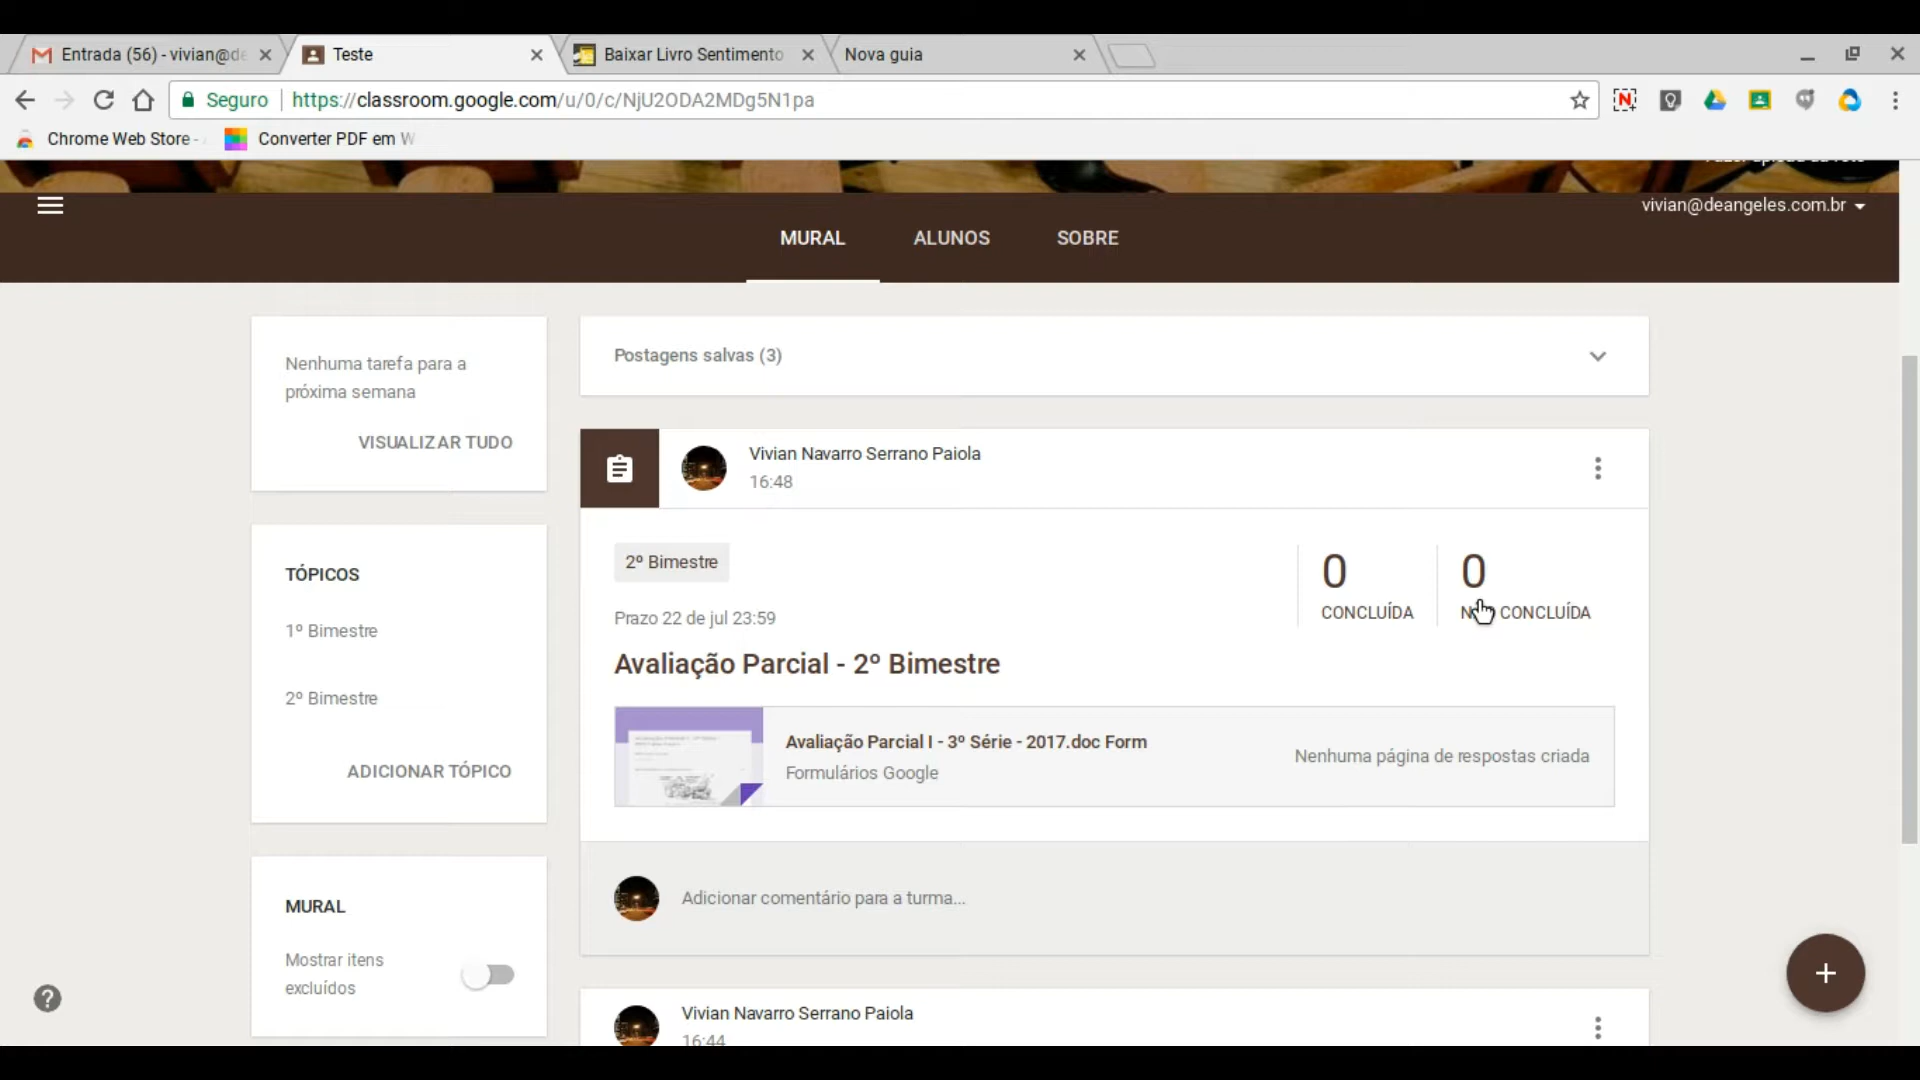 Entrada (56) - vivian@de
Teste
Baixar Livro Sentimento
Nova guia
Seguro
https://classroom.google.com/u/0/c/NjU2ODA2MDg5N1pa
Chrome Web Store -
Converter PDF em W
vivian@deangeles.com.br
MURAL
ALUNOS
SOBRE
Nenhuma tarefa para a
próxima semana
VISUALIZAR TUDO
TÓPICOS
1º Bimestre
2º Bimestre
ADICIONAR TÓPICO
MURAL
Mostrar itens
excluídos
Postagens salvas (3)
Vivian Navarro Serrano Paiola
16:48
2º Bimestre
0
CONCLUÍDA
0
CONCLUÍDA
Prazo 22 de jul 23:59
Avaliação Parcial - 2º Bimestre
Avaliação Parcial I - 3º Série - 2017.doc Form
Formulários Google
Nenhuma página de respostas criada
Adicionar comentário para a turma...
Vivian Navarro Serrano Paiola
16:44